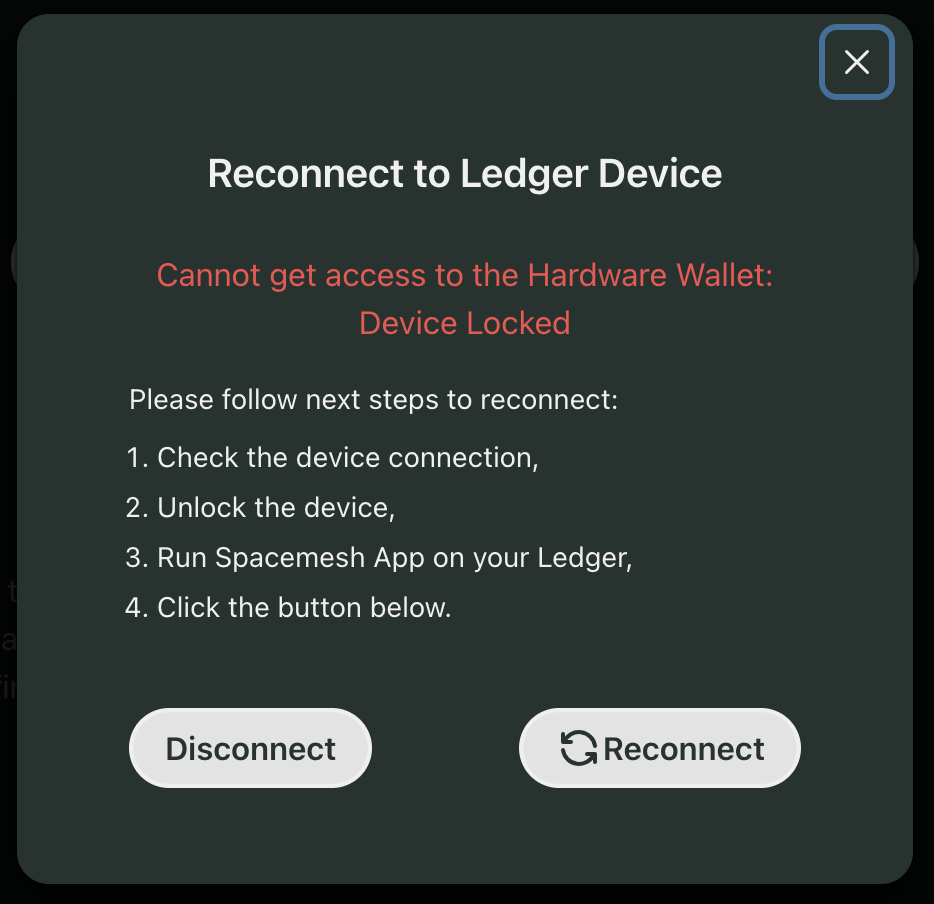 Reconnect to Ledger Device
Cannot get access to the Hardware Wallet:
Device Locked
Please follow next steps to reconnect:
1. Check the device connection,
2. Unlock the device,
3. Run Spacemesh App on your Ledger,
4. Click the button below.
Disconnect
Reconnect